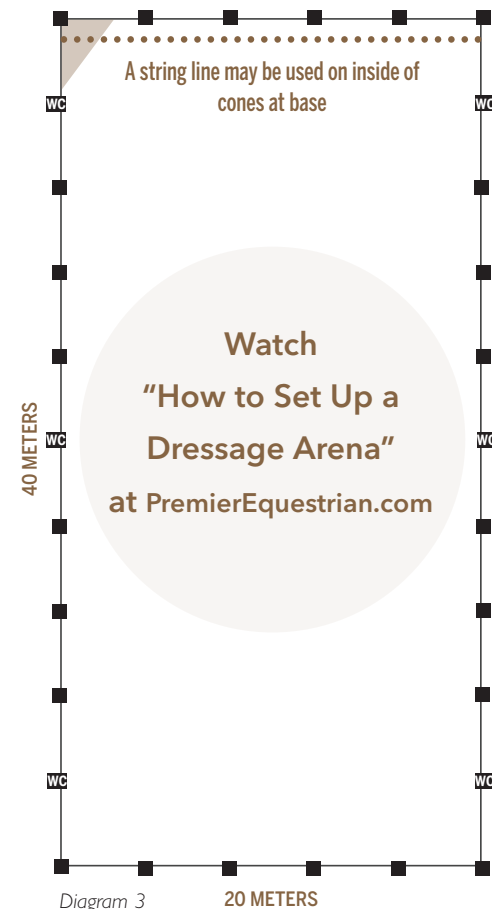 A string line may be used on inside of
cones at base
WC
WC
Watch
“How to Set Up a
Dressage Arena”
at PremierEquestrian.com
40 METERS
WC
WC
WC
WC
Diagram 3
20 METERS